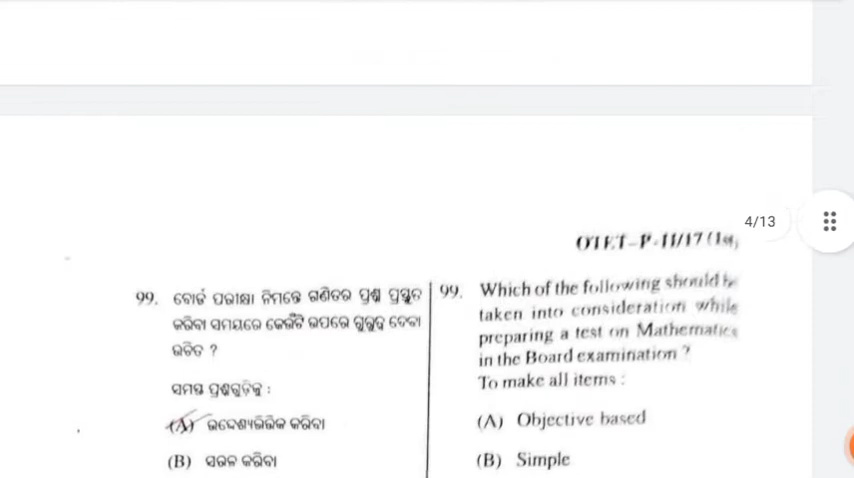 4/13
OTET-P-II/17 (1st)
99. ବୋର୍ଡ ପରୀକ୍ଷା ନିମନ୍ତେ ଗଣିତର ପ୍ରଶ୍ନ ପ୍ରସ୍ତୁତ
କରିବା ସମୟରେ କେଉଁଟି ଉପରେ ଗୁରୁତ୍ୱ ଦେବା
ଉଚିତ ?
ସମସ୍ତ ପ୍ରଶ୍ନଗୁଡ଼ିକୁ :
(A) ଉଦ୍ଦେଶ୍ୟଭିତ୍ତିକ କରିବା
(B) ସରଳ କରିବା
99. Which of the following should be
taken into consideration while
preparing a test on Mathematics
in the Board examination ?
To make all items :
(A) Objective based
(B) Simple